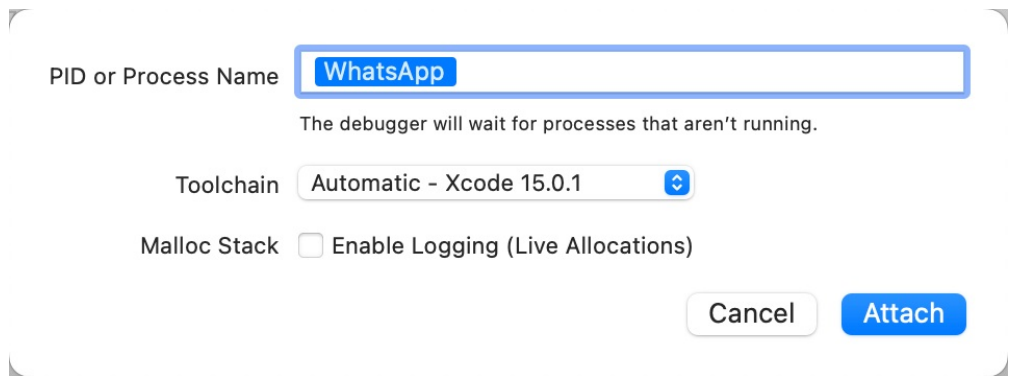 PID or Process Name WhatsApp
The debugger will wait for processes that aren’t running.
Toolchain Automatic - Xcode 15.0.1
Malloc Stack Enable Logging (Live Allocations)
Cancel Attach